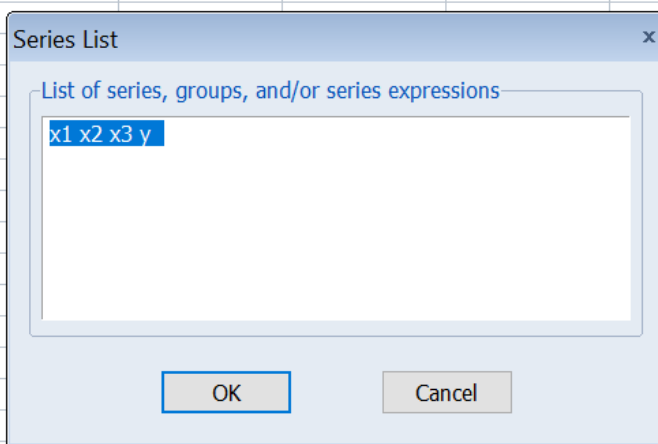 Series List
x
List of series, groups, and/or series expressions
x1 x2 x3 y
OK
Cancel